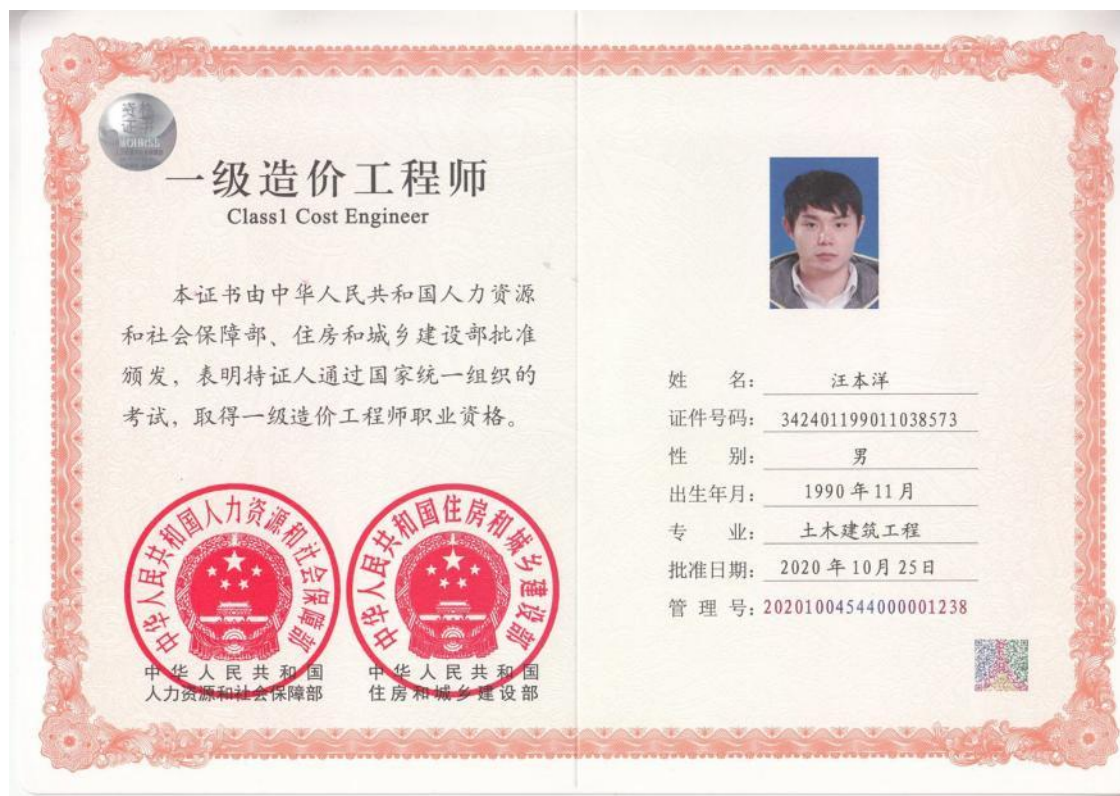 一级造价工程师
Class1 Cost Engineer
本证书由中华人民共和国人力资源
和社会保障部、住房和城乡建设部批准
颁发，表明持证人通过国家统一组织的
考试，取得一级造价工程师职业资格。
中华人民共和国人力资源和社会保障部
中华人民共和国住房和城乡建设部
中华人民共和国
人力资源和社会保障部
中华人民共和国
住房和城乡建设部
姓 名：汪本洋
证件号码：342401199011038573
性 别：男
出生年月：1990年11月
专 业：土木建筑工程
批准日期：2020年10月25日
管 理 号：20201004544000001238